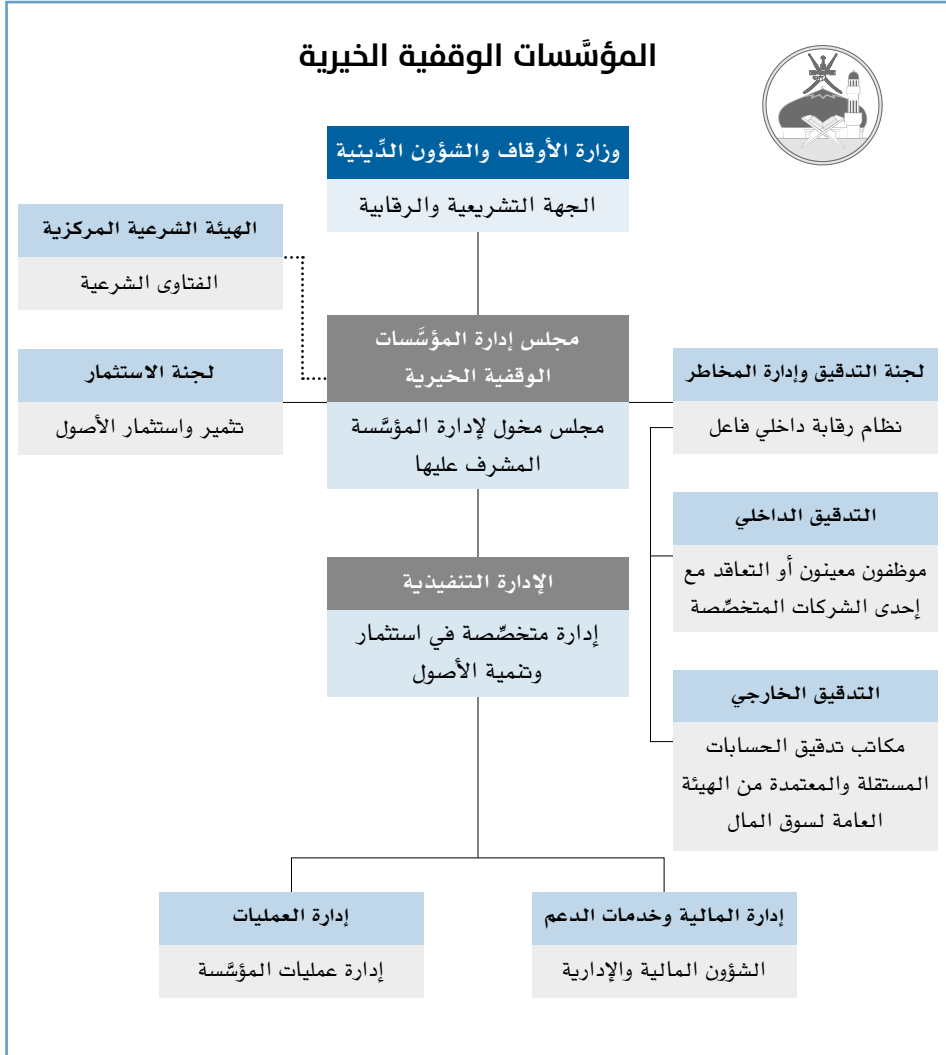 المؤسَّسات الوقفية الخيرية
وزارة الأوقاف والشؤون الدِّينية
الجهة التشريعية والرقابية
الهيئة الشرعية المركزية
الفتاوى الشرعية
مجلس إدارة المؤسَّسات
الوقفية الخيرية
مجلس مخول لإدارة المؤسَّسة
المشرف عليها
لجنة التدقيق وإدارة المخاطر
نظام رقابة داخلي فاعل
لجنة الاستثمار
تثمير واستثمار الأصول
التدقيق الداخلي
موظفون معينون أو التعاقد مع
إحدى الشركات المتخصِّصة
الإدارة التنفيذية
إدارة متخصِّصة في استثمار
وتنمية الأصول
التدقيق الخارجي
مكاتب تدقيق الحسابات
المستقلة والمعتمدة من الهيئة
العامة لسوق المال
إدارة المالية وخدمات الدعم
الشؤون المالية والإدارية
إدارة العمليات
إدارة عمليات المؤسَّسة